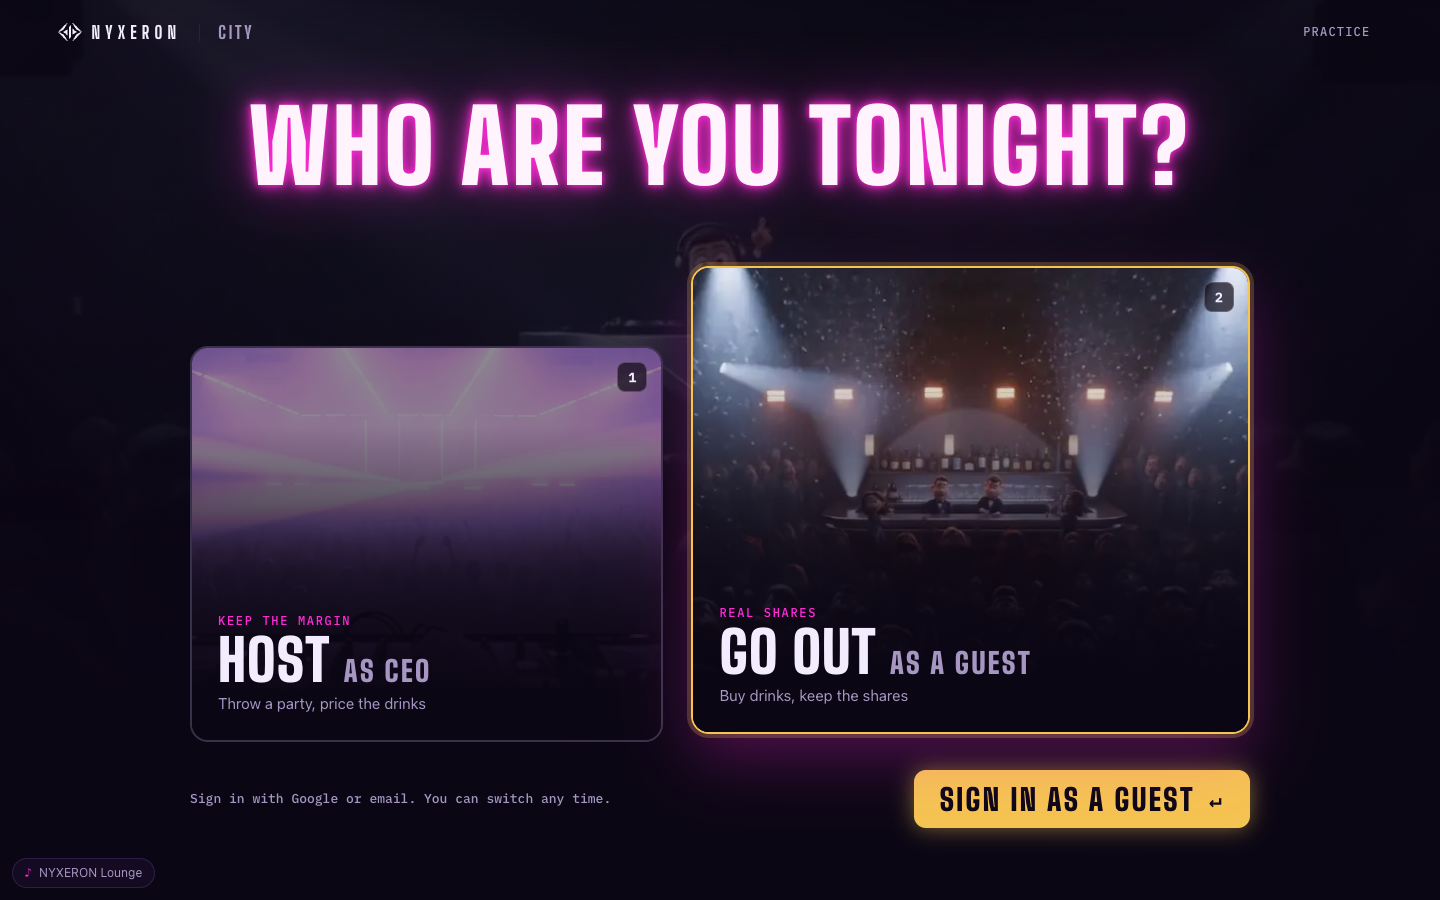 NYXERON
CITY
PRACTICE
WHO ARE YOU TONIGHT?
1
KEEP THE MARGIN
HOST AS CEO
Throw a party, price the drinks
2
REAL SHARES
GO OUT AS A GUEST
Buy drinks, keep the shares
Sign in with Google or email. You can switch any time.
SIGN IN AS A GUEST ↵
♪ NYXERON Lounge